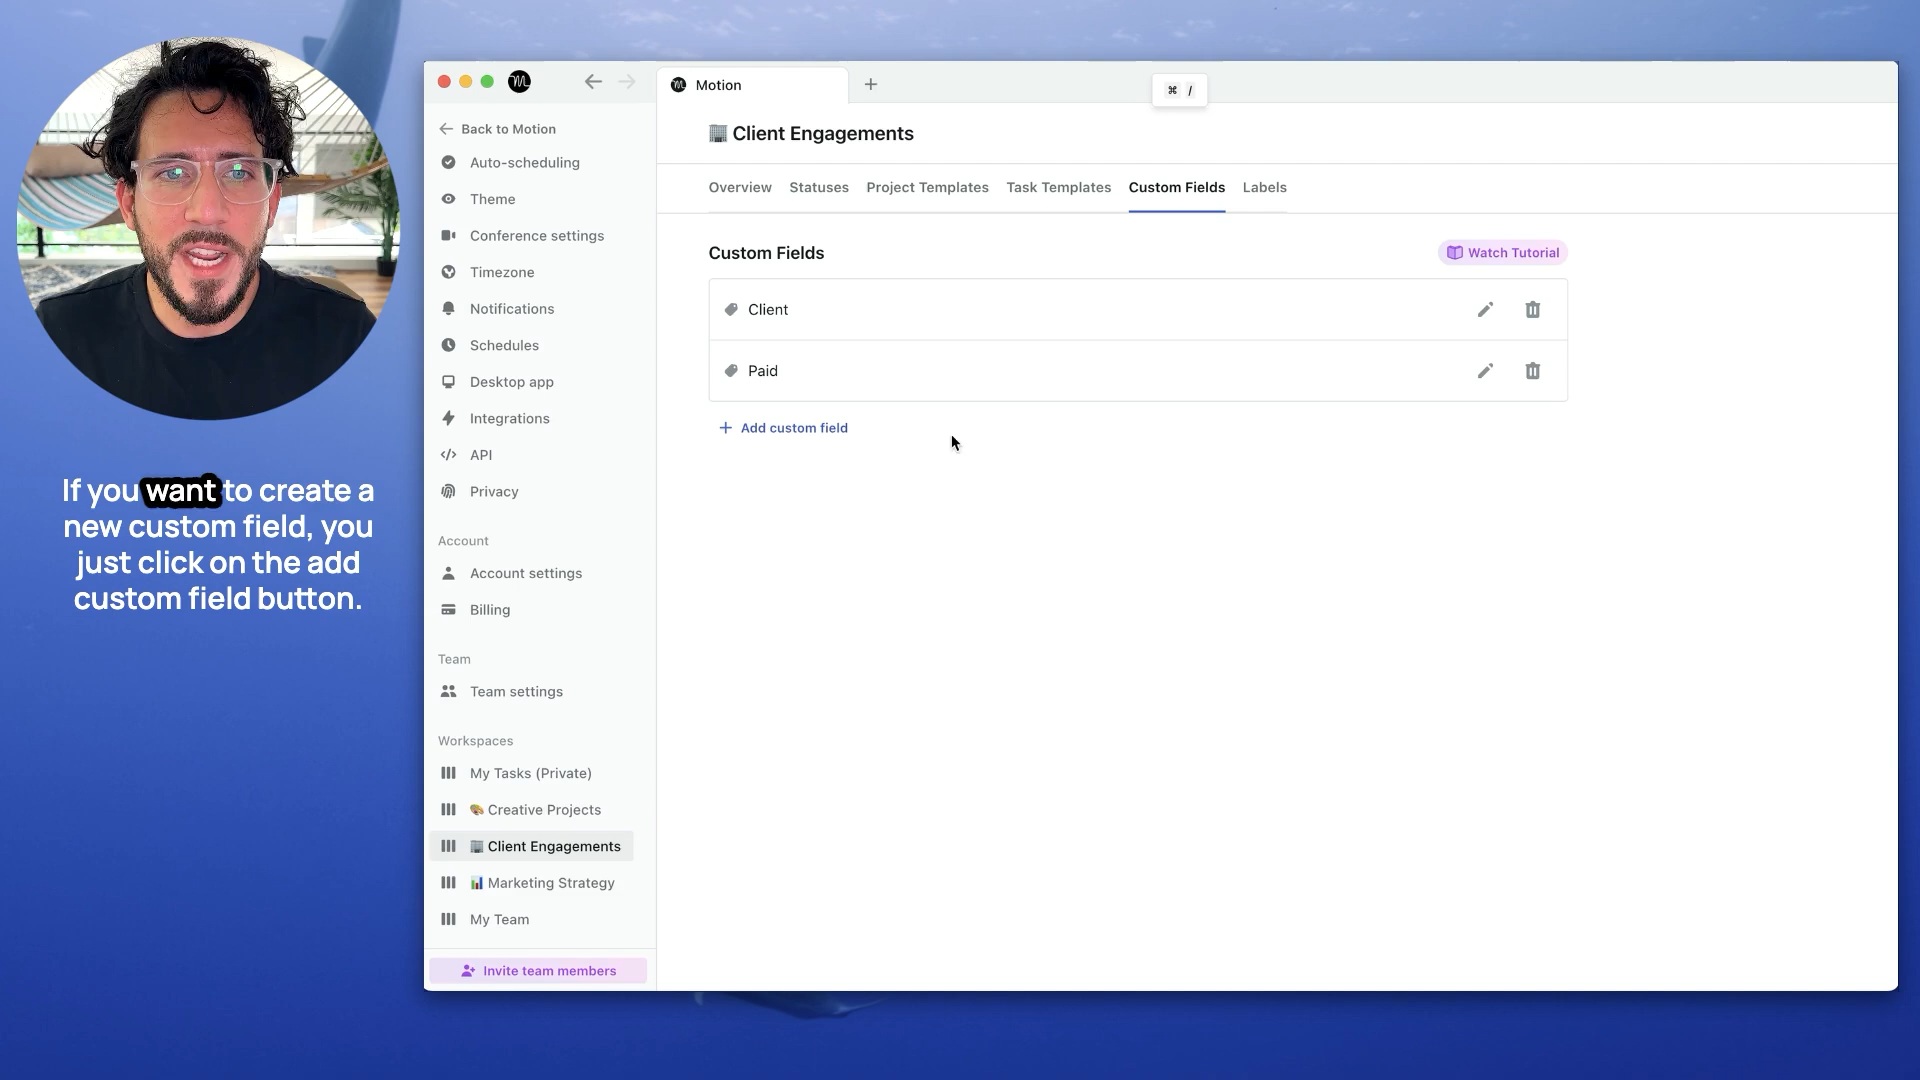 If you want to create a
new custom field, you
just click on the add
custom field button.
Motion
⌘ /
Back to Motion
Auto-scheduling
Theme
Conference settings
Timezone
Notifications
Schedules
Desktop app
Integrations
API
Privacy
Account
Account settings
Billing
Team
Team settings
Workspaces
My Tasks (Private)
🎨 Creative Projects
🏢 Client Engagements
📊 Marketing Strategy
My Team
Invite team members
🏢 Client Engagements
Overview Statuses Project Templates Task Templates Custom Fields Labels
Custom Fields
Watch Tutorial
Client
Paid
+ Add custom field